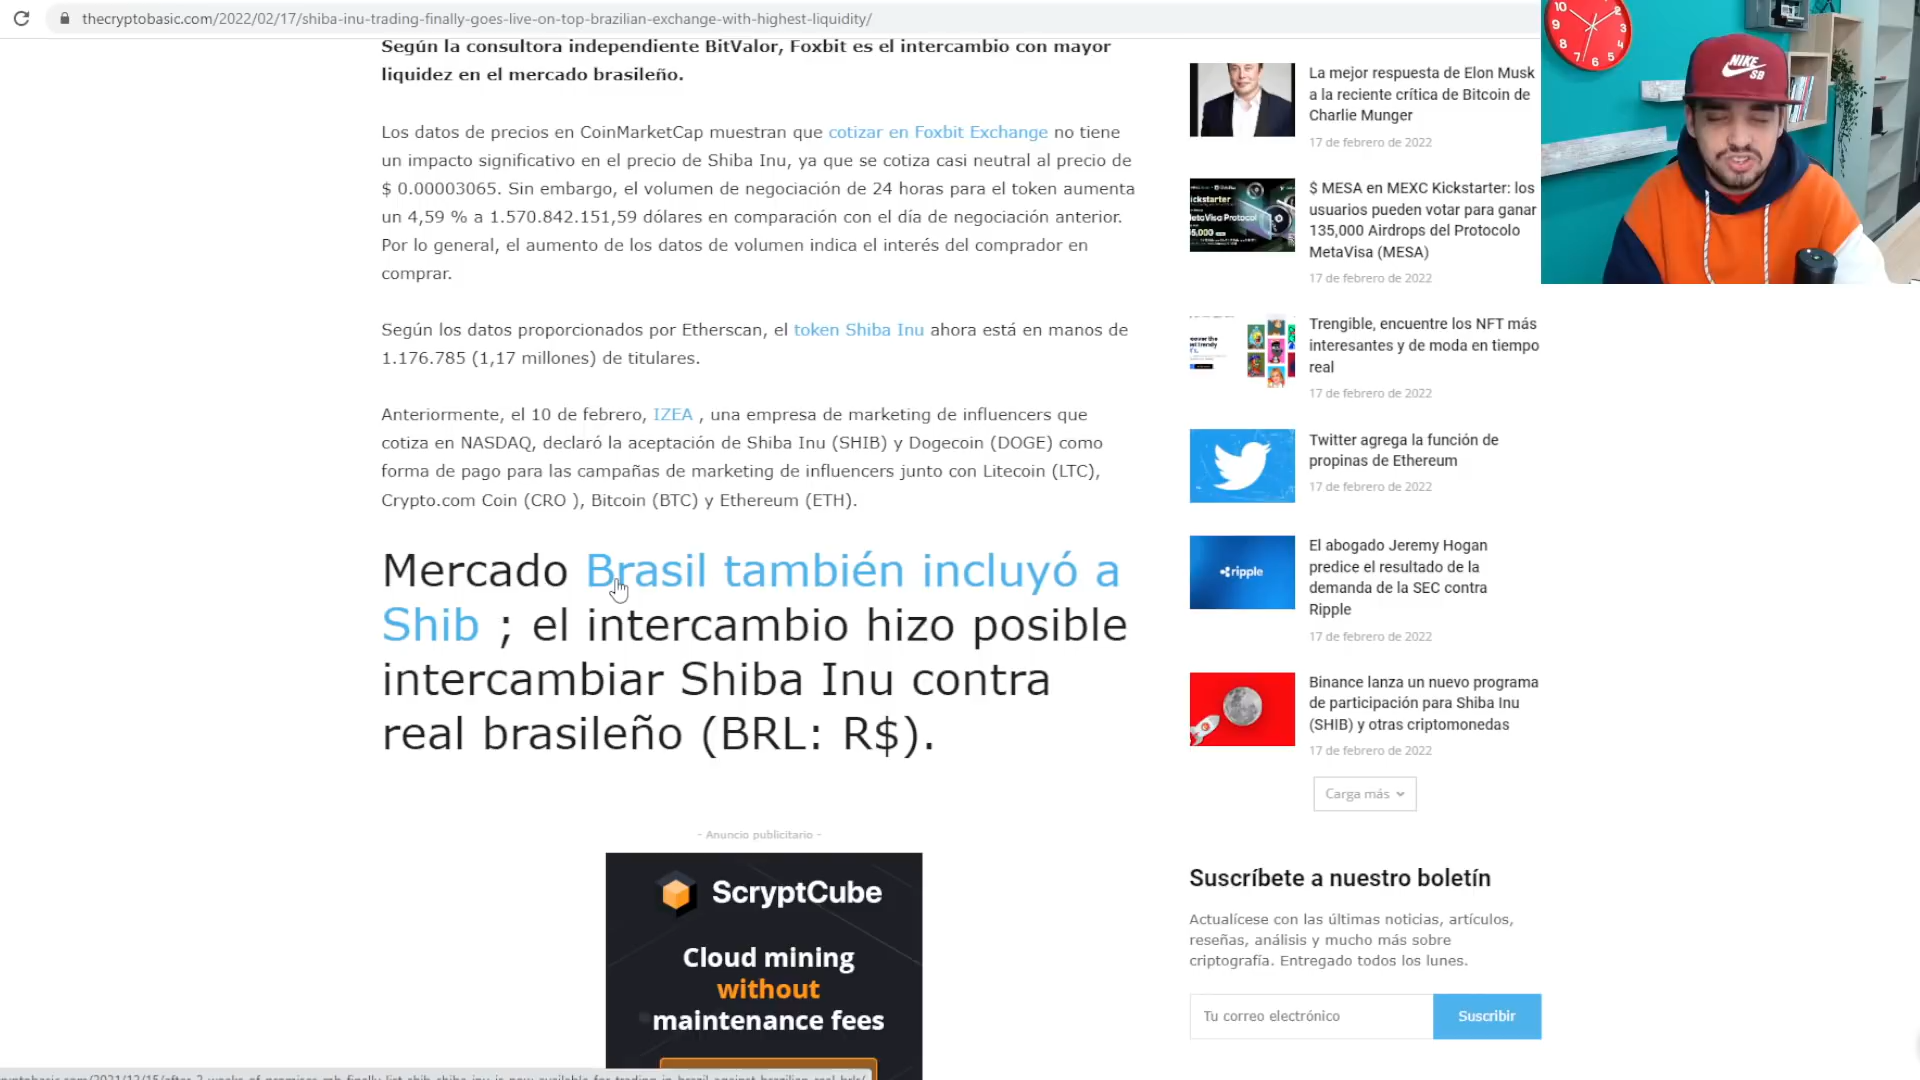 thecryptobasic.com/2022/02/17/shiba-inu-trading-finally-goes-live-on-top-brazilian-exchange-with-highest-liquidity/
Según la consultora independiente BitValor, Foxbit es el intercambio con mayor
liquidez en el mercado brasileño.
Los datos de precios en CoinMarketCap muestran que cotizar en Foxbit Exchange no tiene
un impacto significativo en el precio de Shiba Inu, ya que se cotiza casi neutral al precio de
$ 0.00003065. Sin embargo, el volumen de negociación de 24 horas para el token aumenta
un 4,59 % a 1.570.842.151,59 dólares en comparación con el día de negociación anterior.
Por lo general, el aumento de los datos de volumen indica el interés del comprador en
comprar.
Según los datos proporcionados por Etherscan, el token Shiba Inu ahora está en manos de
1.176.785 (1,17 millones) de titulares.
Anteriormente, el 10 de febrero, IZEA , una empresa de marketing de influencers que
cotiza en NASDAQ, declaró la aceptación de Shiba Inu (SHIB) y Dogecoin (DOGE) como
forma de pago para las campañas de marketing de influencers junto con Litecoin (LTC),
Crypto.com Coin (CRO ), Bitcoin (BTC) y Ethereum (ETH).
Mercado Brasil también incluyó a
Shib ; el intercambio hizo posible
intercambiar Shiba Inu contra
real brasileño (BRL: R$).
- Anuncio publicitario -
ScryptCube
Cloud mining
without
maintenance fees
La mejor respuesta de Elon Musk
a la reciente crítica de Bitcoin de
Charlie Munger
17 de febrero de 2022
$ MESA en MEXC Kickstarter: los
usuarios pueden votar para ganar
135,000 Airdrops del Protocolo
MetaVisa (MESA)
17 de febrero de 2022
Trengible, encuentre los NFT más
interesantes y de moda en tiempo
real
17 de febrero de 2022
Twitter agrega la función de
propinas de Ethereum
17 de febrero de 2022
ripple
El abogado Jeremy Hogan
predice el resultado de la
demanda de la SEC contra
Ripple
17 de febrero de 2022
Binance lanza un nuevo programa
de participación para Shiba Inu
(SHIB) y otras criptomonedas
17 de febrero de 2022
Carga más
Suscríbete a nuestro boletín
Actualícese con las últimas noticias, artículos,
reseñas, análisis y mucho más sobre
criptografía. Entregado todos los lunes.
Tu correo electrónico
Suscribir
NIKE
SB